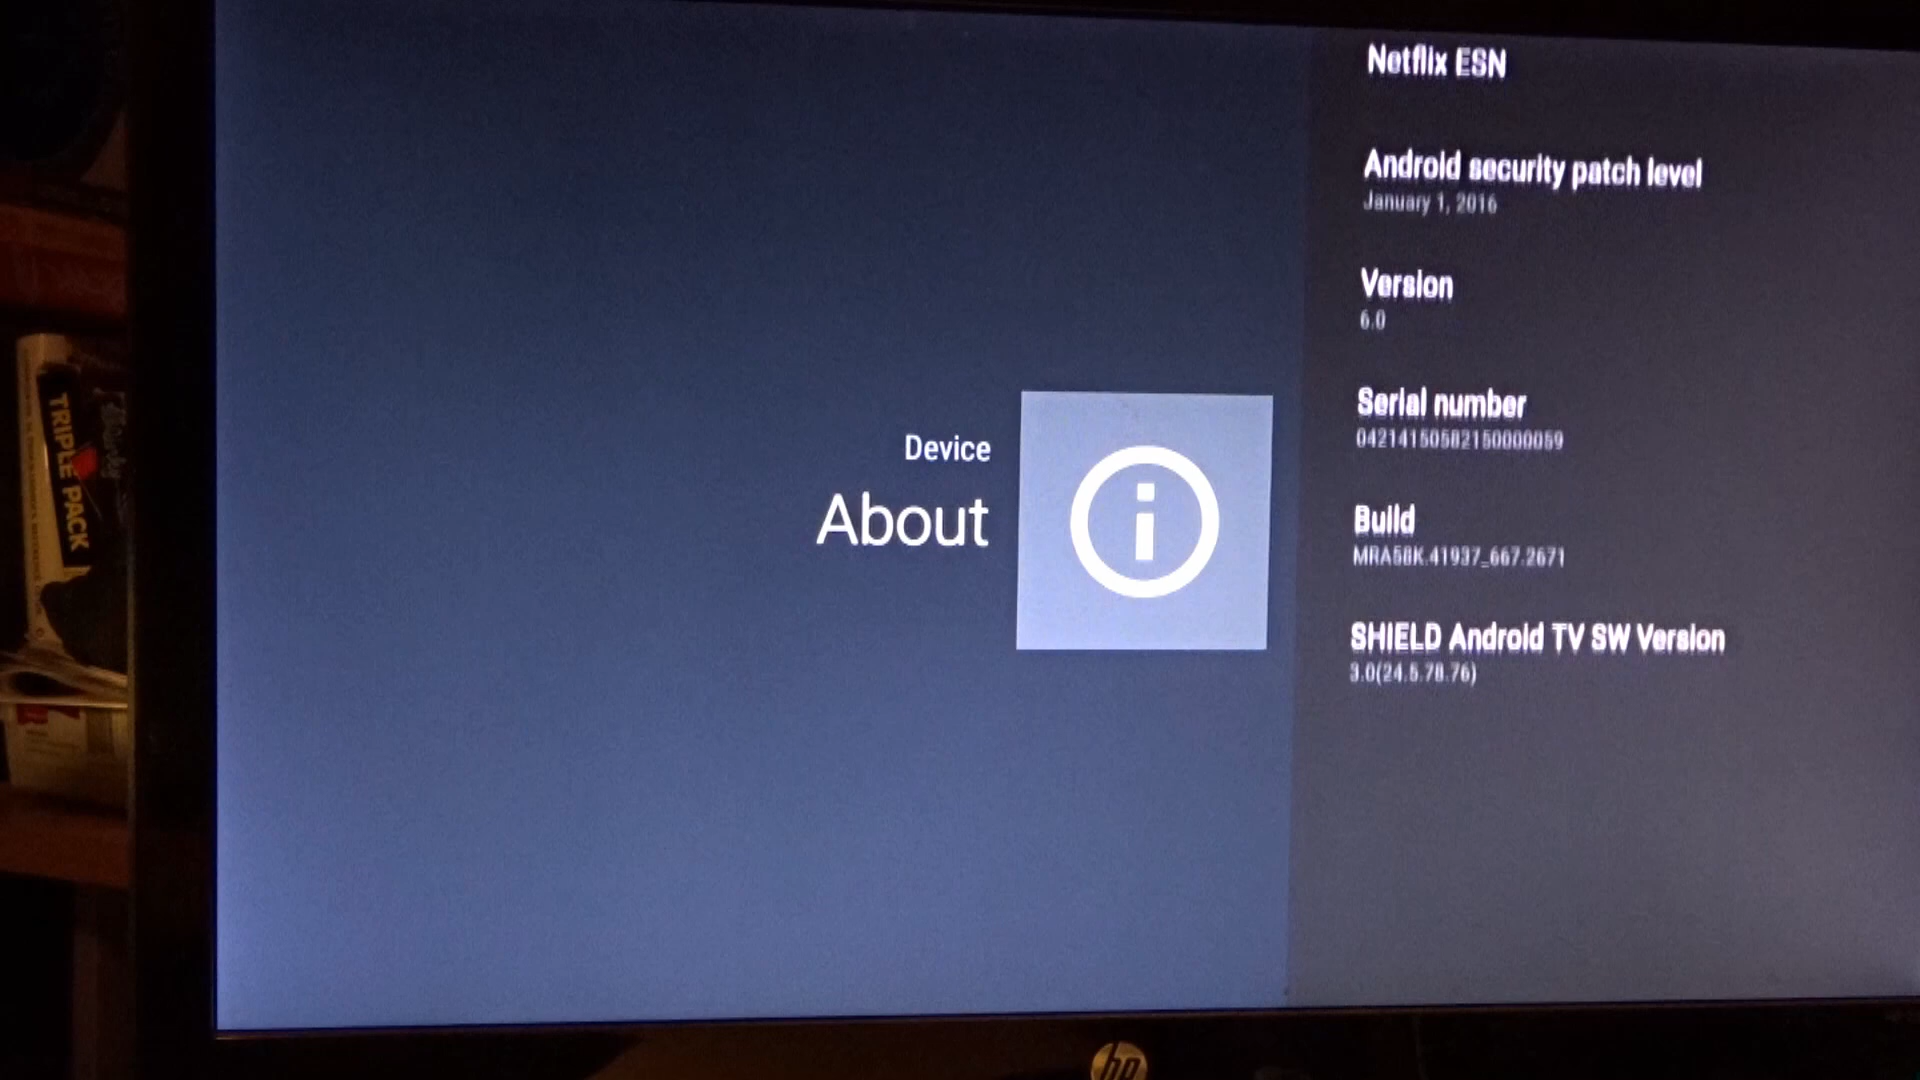 Netflix ESN
Android security patch level
January 1, 2016
Version
6.0
Serial number
0421415058215000059
Build
MRA58K.41937_667.2671
SHIELD Android TV SW Version
3.0(24.5.78.76)
Device
About
TRIPLE PACK
hp